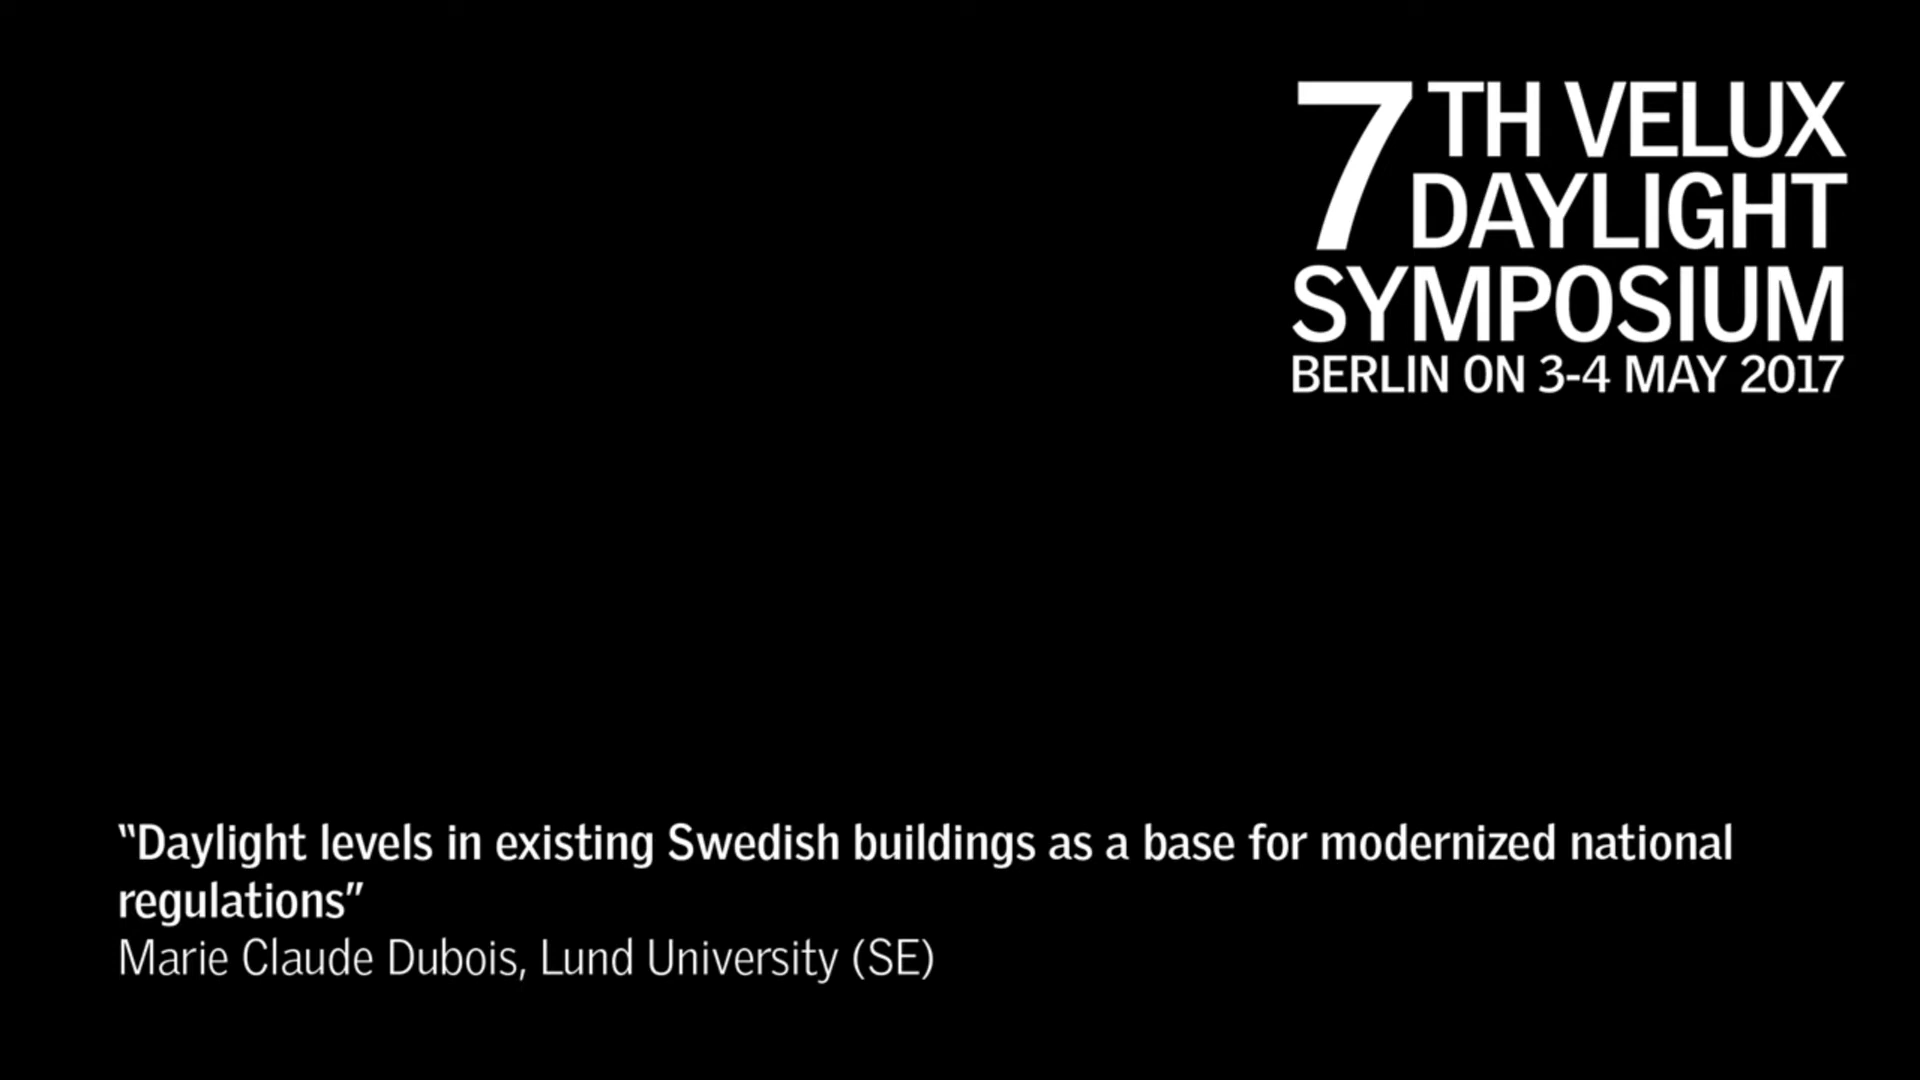 7TH VELUX
DAYLIGHT
SYMPOSIUM
BERLIN ON 3-4 MAY 2017
“Daylight levels in existing Swedish buildings as a base for modernized national
regulations”
Marie Claude Dubois, Lund University (SE)